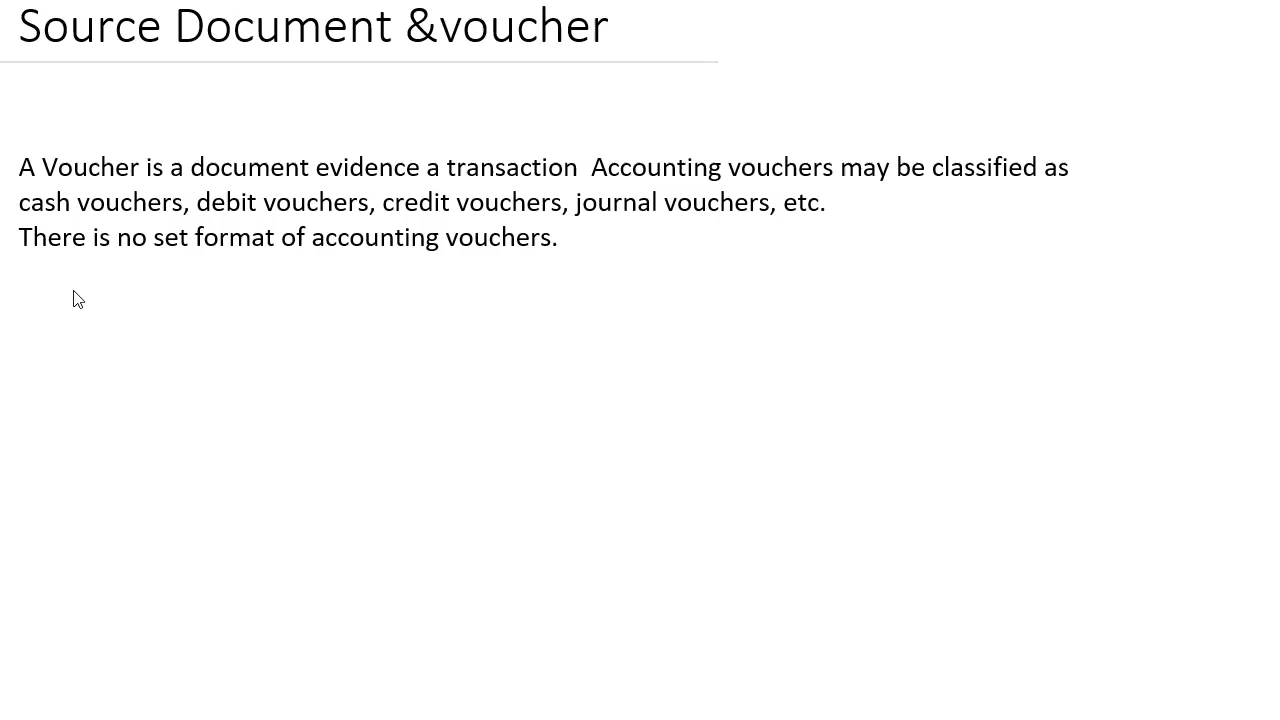 Source Document &voucher
A Voucher is a document evidence a transaction  Accounting vouchers may be classified as
cash vouchers, debit vouchers, credit vouchers, journal vouchers, etc.
There is no set format of accounting vouchers.